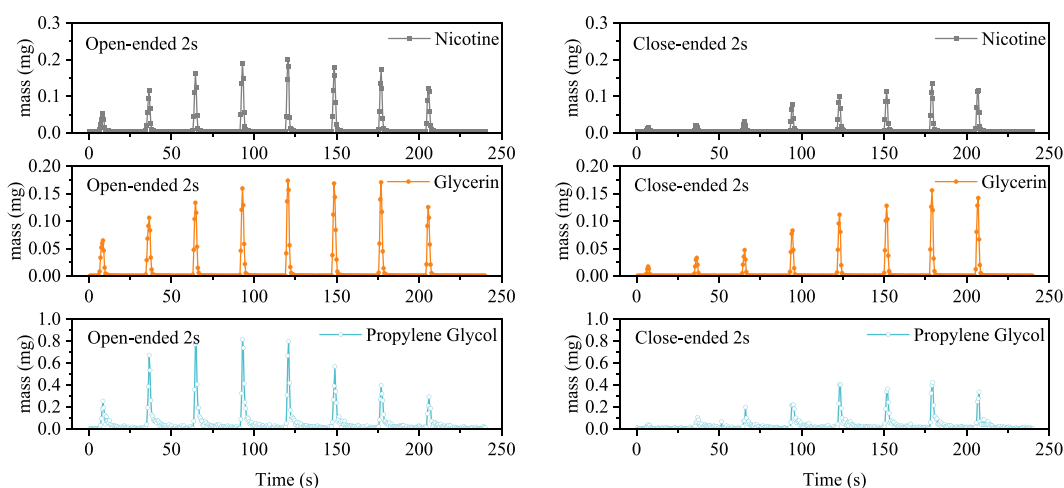 Open-ended 2s
Nicotine
mass (mg)
0.3
0.2
0.1
0.0
0 50 100 150 200 250
Close-ended 2s
Nicotine
mass (mg)
0.3
0.2
0.1
0.0
0 50 100 150 200 250
Open-ended 2s
Glycerin
mass (mg)
0.20
0.15
0.10
0.05
0.00
0 50 100 150 200 250
Close-ended 2s
Glycerin
mass (mg)
0.20
0.15
0.10
0.05
0.00
0 50 100 150 200 250
Open-ended 2s
Propylene Glycol
mass (mg)
1.0
0.8
0.6
0.4
0.2
0.0
0 50 100 150 200 250
Time (s)
Close-ended 2s
Propylene Glycol
mass (mg)
1.0
0.8
0.6
0.4
0.2
0.0
0 50 100 150 200 250
Time (s)